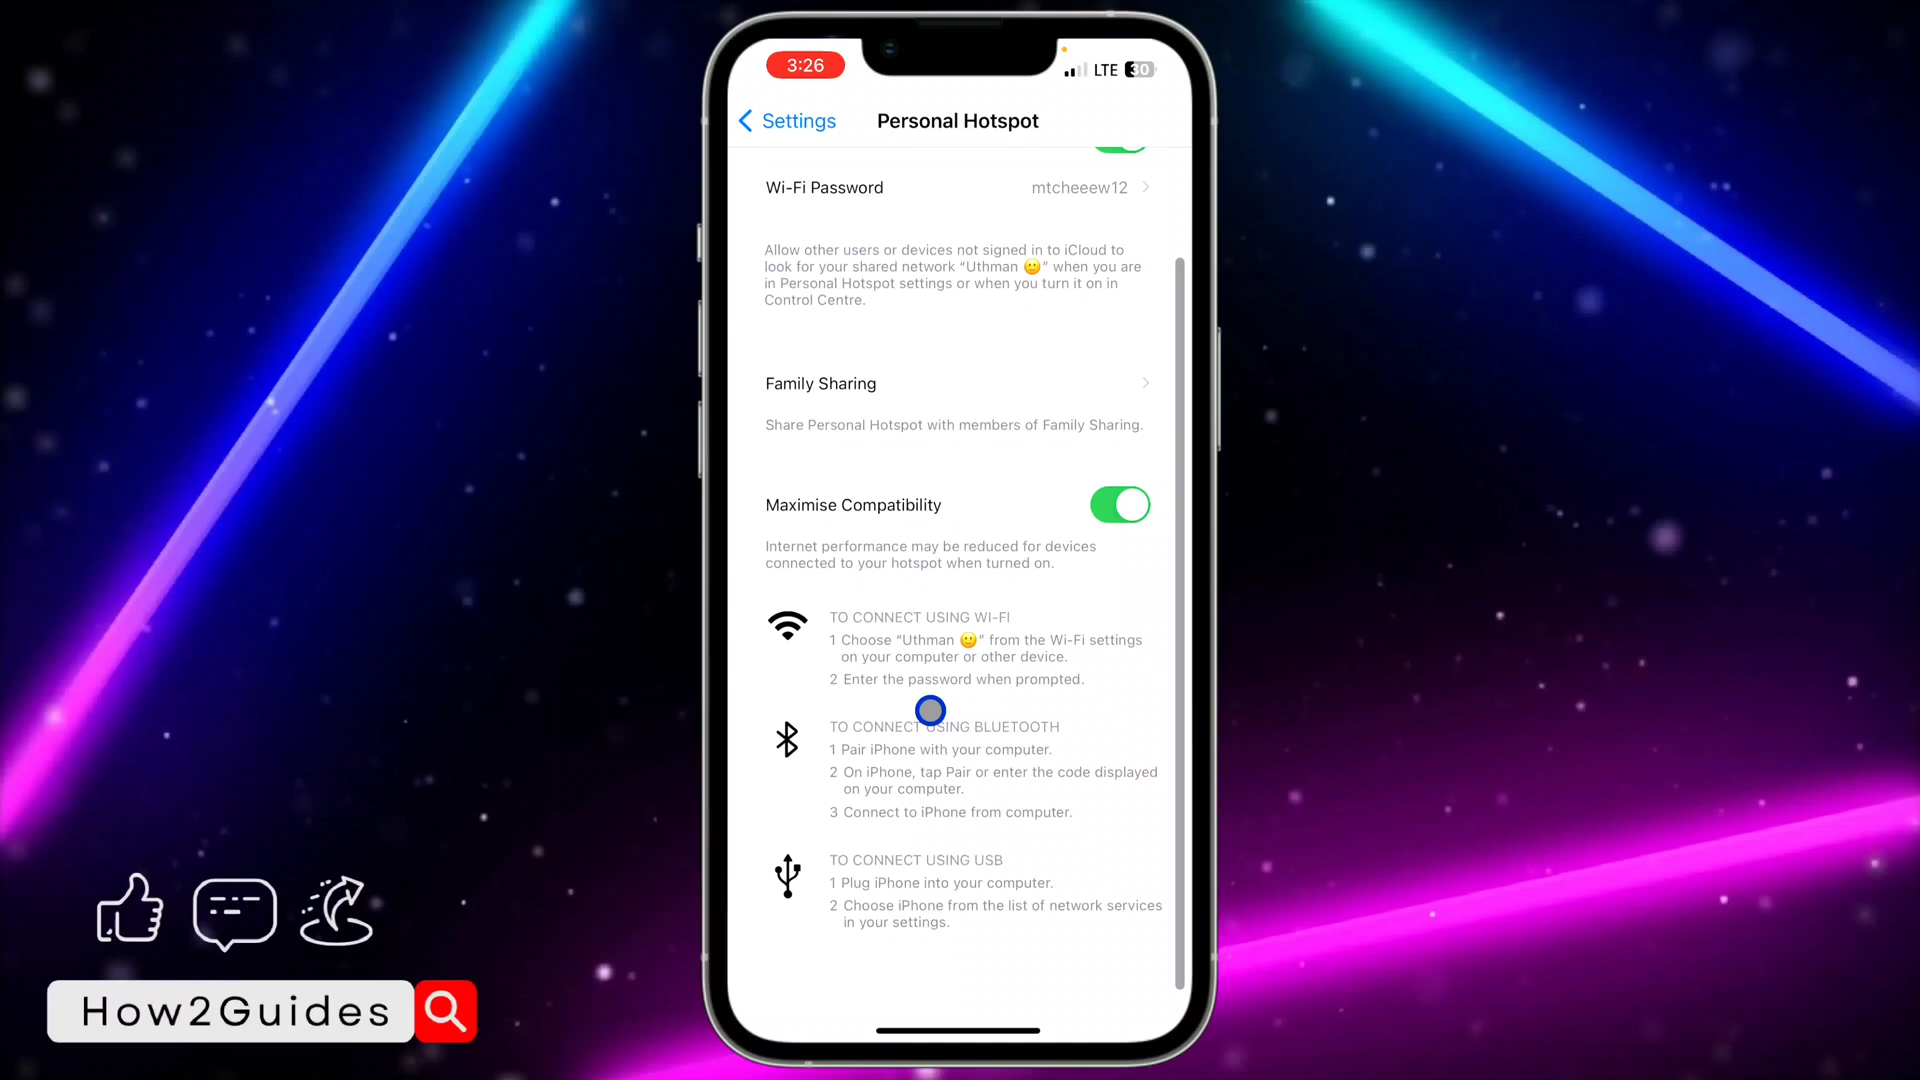 3:26
LTE 30
Settings
Personal Hotspot
Wi-Fi Password
mtcheeew12
Allow other users or devices not signed in to iCloud to
look for your shared network “Uthman 🙂” when you are
in Personal Hotspot settings or when you turn it on in
Control Centre.
Family Sharing
Share Personal Hotspot with members of Family Sharing.
Maximise Compatibility
Internet performance may be reduced for devices
connected to your hotspot when turned on.
TO CONNECT USING WI-FI
1 Choose “Uthman 🙂” from the Wi-Fi settings
on your computer or other device.
2 Enter the password when prompted.
TO CONNECT USING BLUETOOTH
1 Pair iPhone with your computer.
2 On iPhone, tap Pair or enter the code displayed
on your computer.
3 Connect to iPhone from computer.
TO CONNECT USING USB
1 Plug iPhone into your computer.
2 Choose iPhone from the list of network services
in your settings.
How2Guides